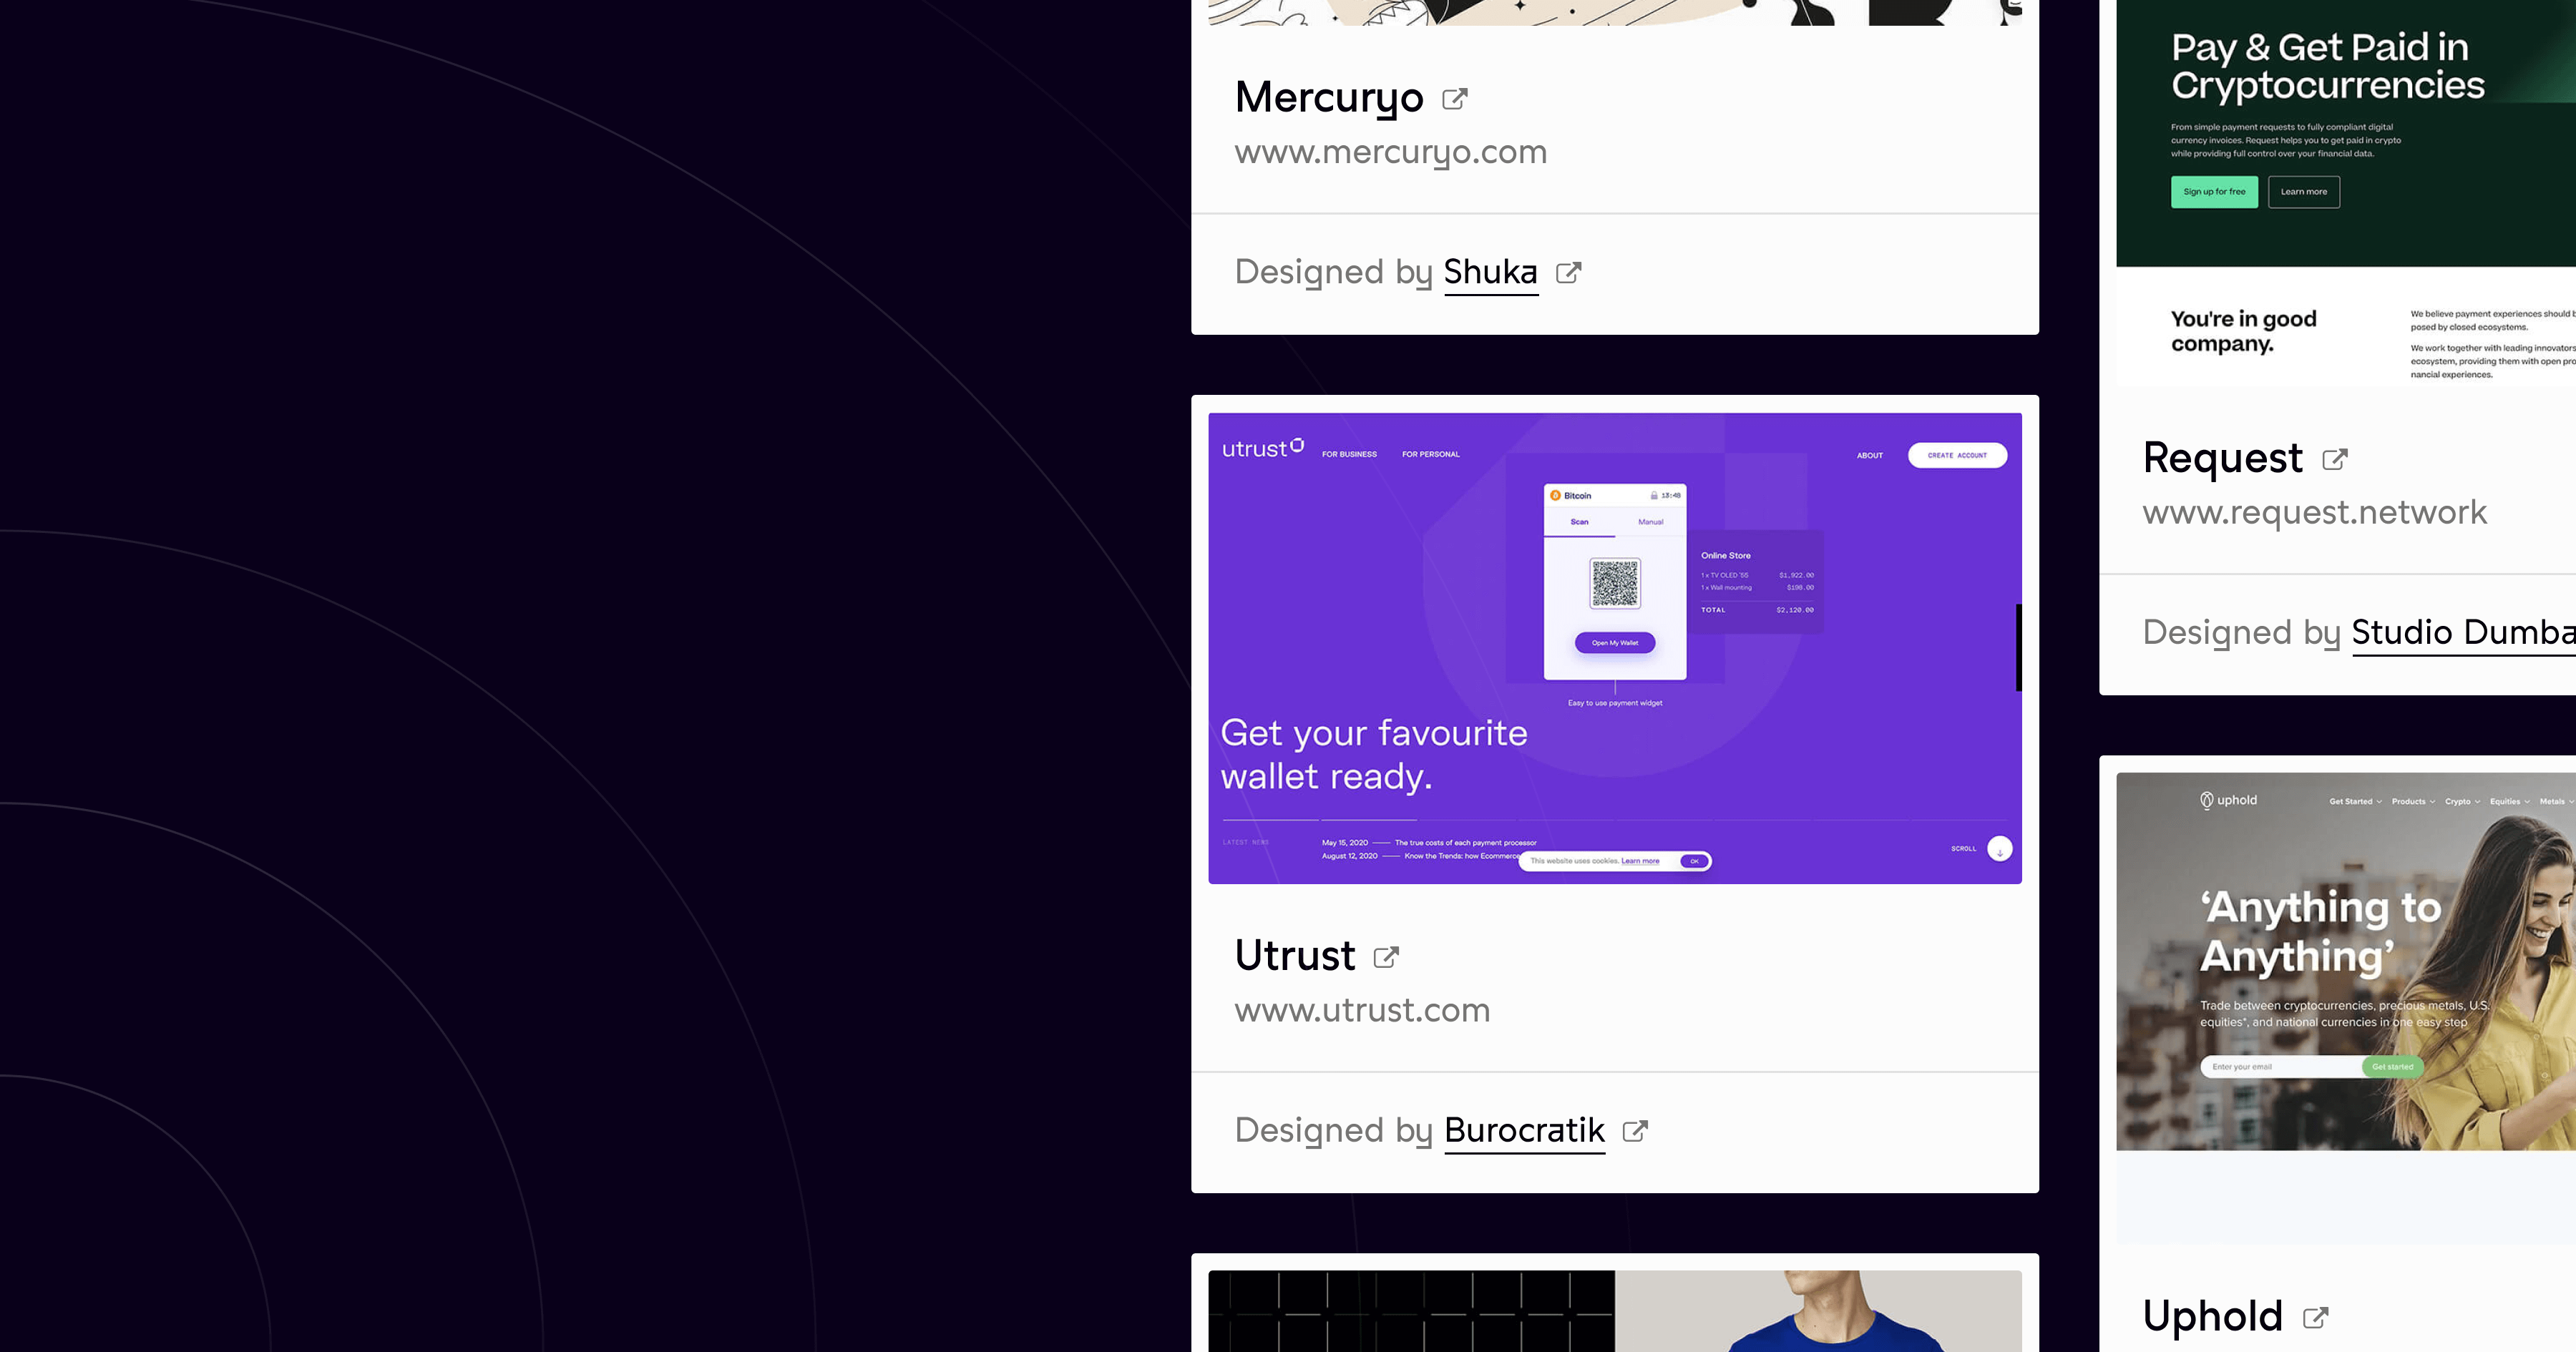 Mercuryo
www.mercuryo.com
Designed by Shuka
utrust
FOR BUSINESS
FOR PERSONAL
ABOUT
CREATE ACCOUNT
Bitcoin
13:48
Scan
Manual
Online Store
1 x TV OLED '55 $1,922.00
1 x Wall mounting $198.00
TOTAL $2,120.00
Open My Wallet
Easy to use payment widget
Get your favourite
wallet ready.
LATEST NEWS
May 15, 2020 — The true costs of each payment processor
August 12, 2020 — Know the Trends: how Ecommerce
This website uses cookies. Learn more
OK
SCROLL
Utrust
www.utrust.com
Designed by Burocratik
Pay & Get Paid in
Cryptocurrencies
From simple payment requests to fully compliant digital
currency invoices. Request helps you to get paid in crypto
while providing full control over your financial data.
Sign up for free
Learn more
You're in good
company.
We believe payment experiences should b
posed by closed ecosystems.
We work together with leading innovators
ecosystem, providing them with open pro
nancial experiences.
Request
www.request.network
Designed by Studio Dumba
uphold
Get Started
Products
Crypto
Equities
Metals
‘Anything to
Anything’
Trade between cryptocurrencies, precious metals, U.S.
equities*, and national currencies in one easy step
Enter your email
Get started
Uphold